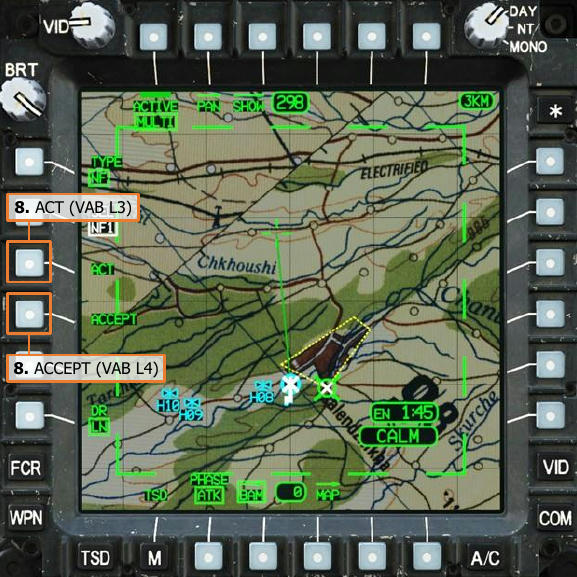 VID
DAY
NT
MONO
BRT
ACTIVE
PAN
SHOW
298
3KM
MULTI
*
TYPE
NF
ELECTRIFIED
8. ACT (VAB L3)
NF1
ACT
Chkhoushi
ACCEPT
8. ACCEPT (VAB L4)
H10
H09
H08
EN 1:45
CALM
DR
LN
Shurche
FCR
VID
PHASE
TSD
ATK
BAM
0
MAP
WPN
COM
TSD
M
A/C